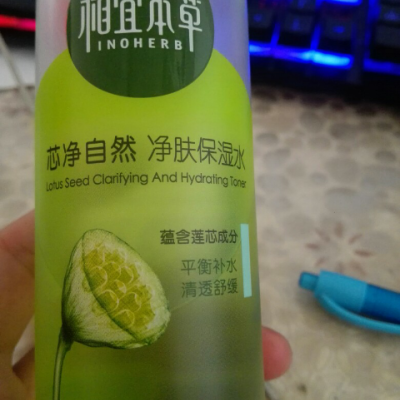 相宜本草
INOHERB
芯净自然 净肤保湿水
Lotus Seed Clarifying And Hydrating Toner
蕴含莲芯成分
平衡补水
清透舒缓